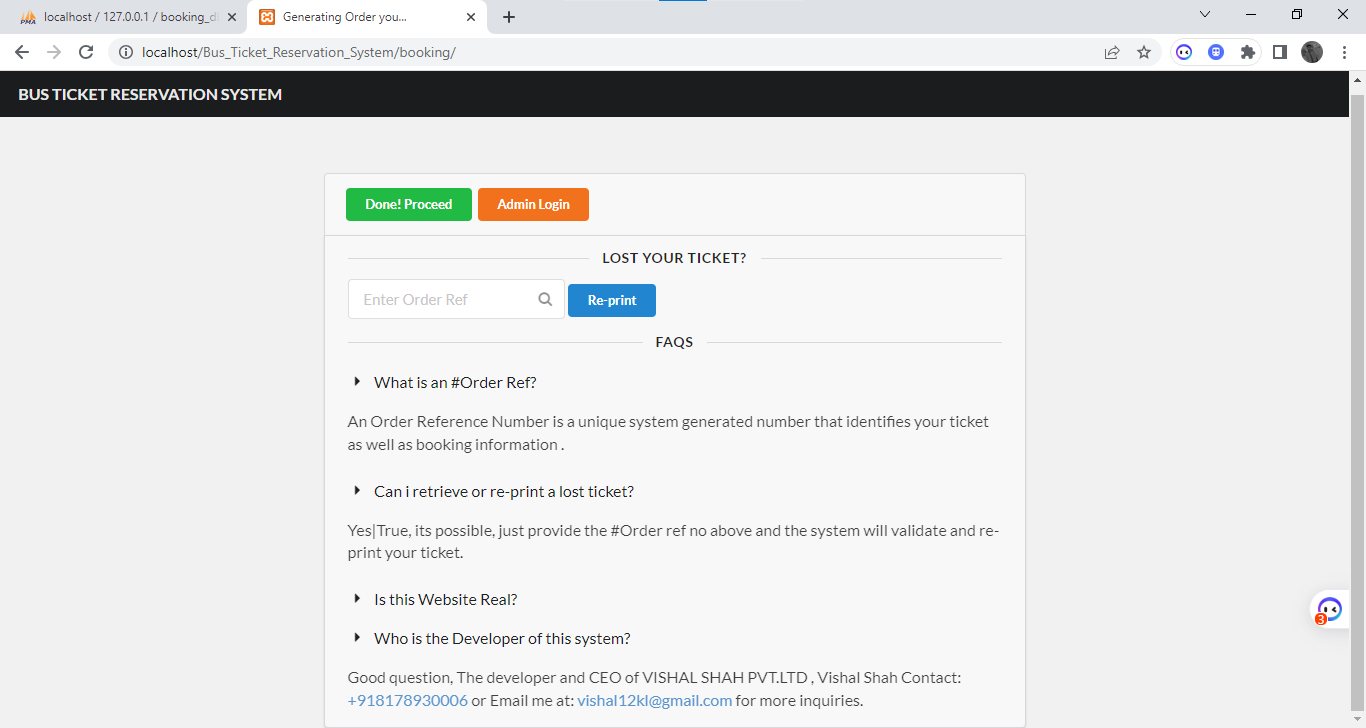 localhost / 127.0.0.1 / booking_d
Generating Order you...
localhost/Bus_Ticket_Reservation_System/booking/
BUS TICKET RESERVATION SYSTEM
Done! Proceed
Admin Login
LOST YOUR TICKET?
Enter Order Ref
Re-print
FAQS
What is an #Order Ref?
An Order Reference Number is a unique system generated number that identifies your ticket
as well as booking information .
Can i retrieve or re-print a lost ticket?
Yes|True, its possible, just provide the #Order ref no above and the system will validate and re-
print your ticket.
Is this Website Real?
Who is the Developer of this system?
Good question, The developer and CEO of VISHAL SHAH PVT.LTD , Vishal Shah Contact:
+918178930006 or Email me at: vishal12kl@gmail.com for more inquiries.
3